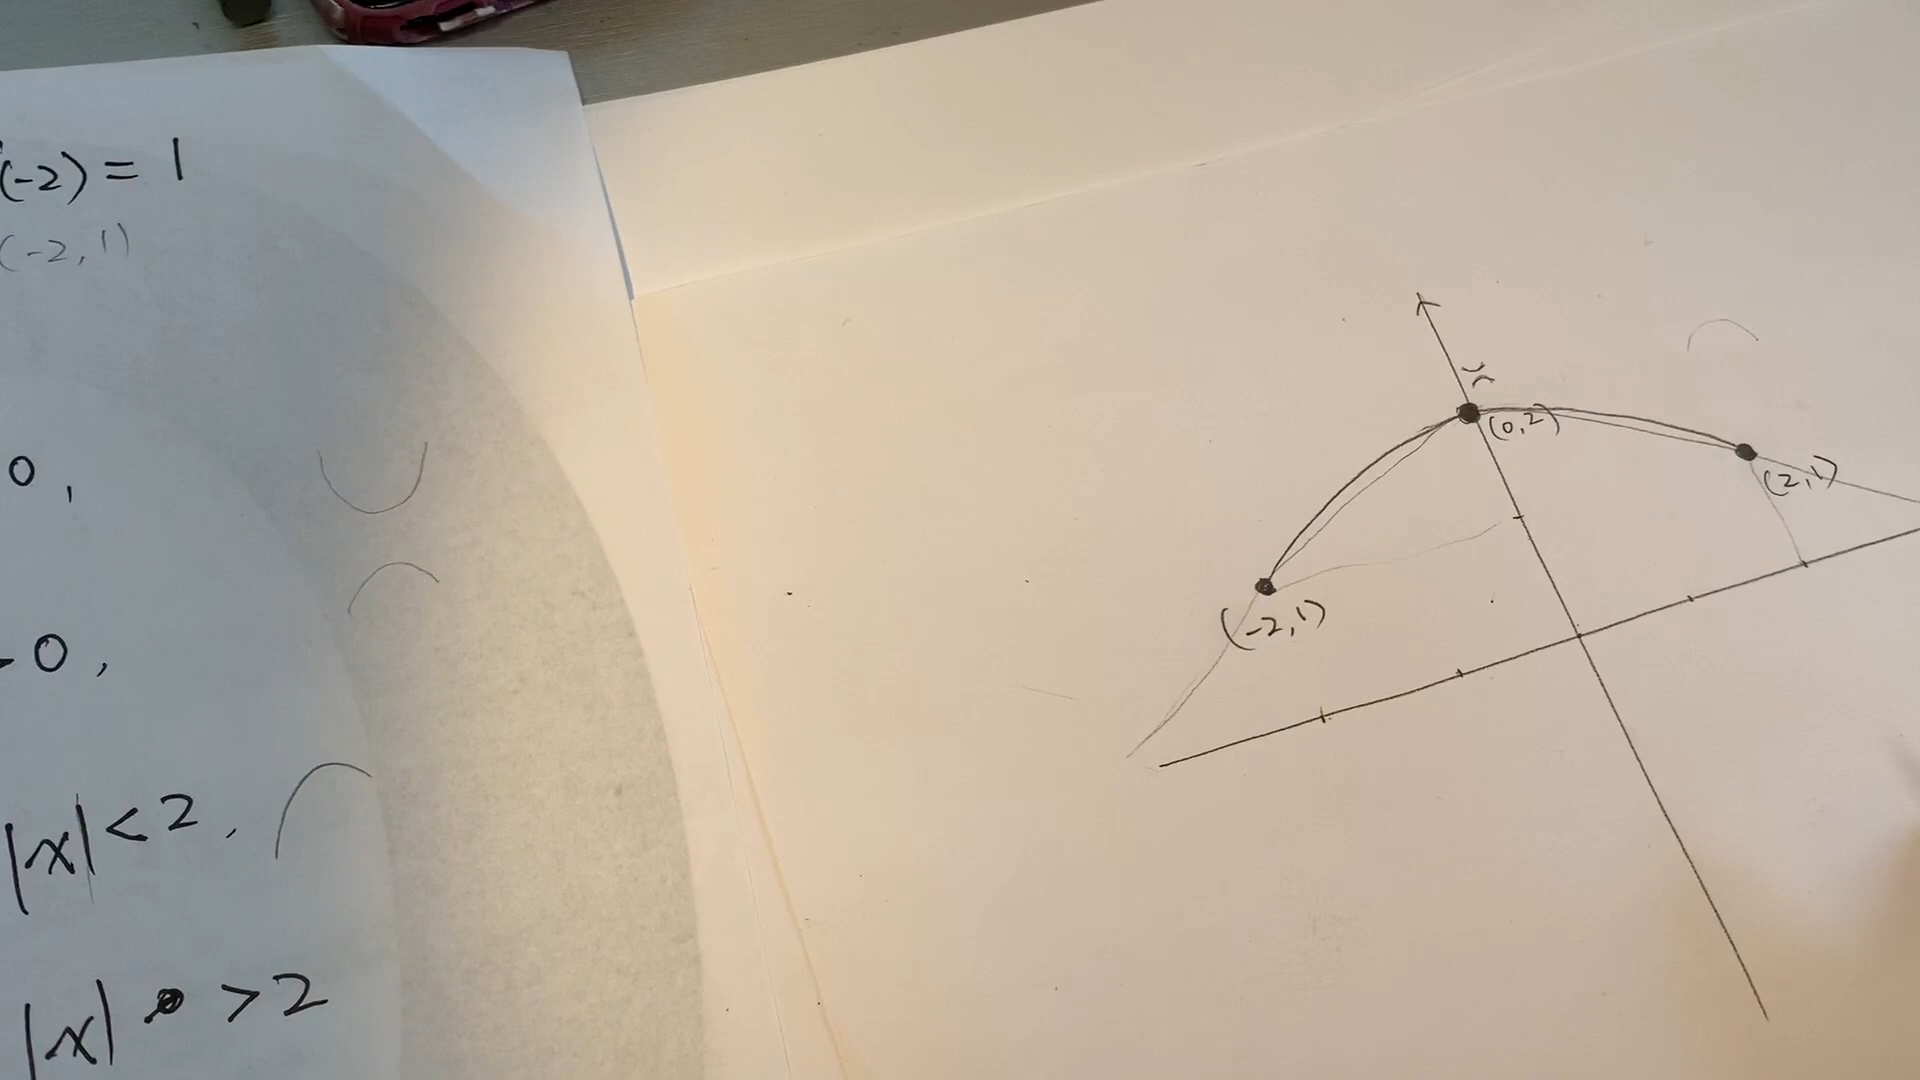 (-2) = 1
(-2, 1)
0,
0,
|x| < 2,
|x| > 2
(0,2)
(2,1)
(-2,1)